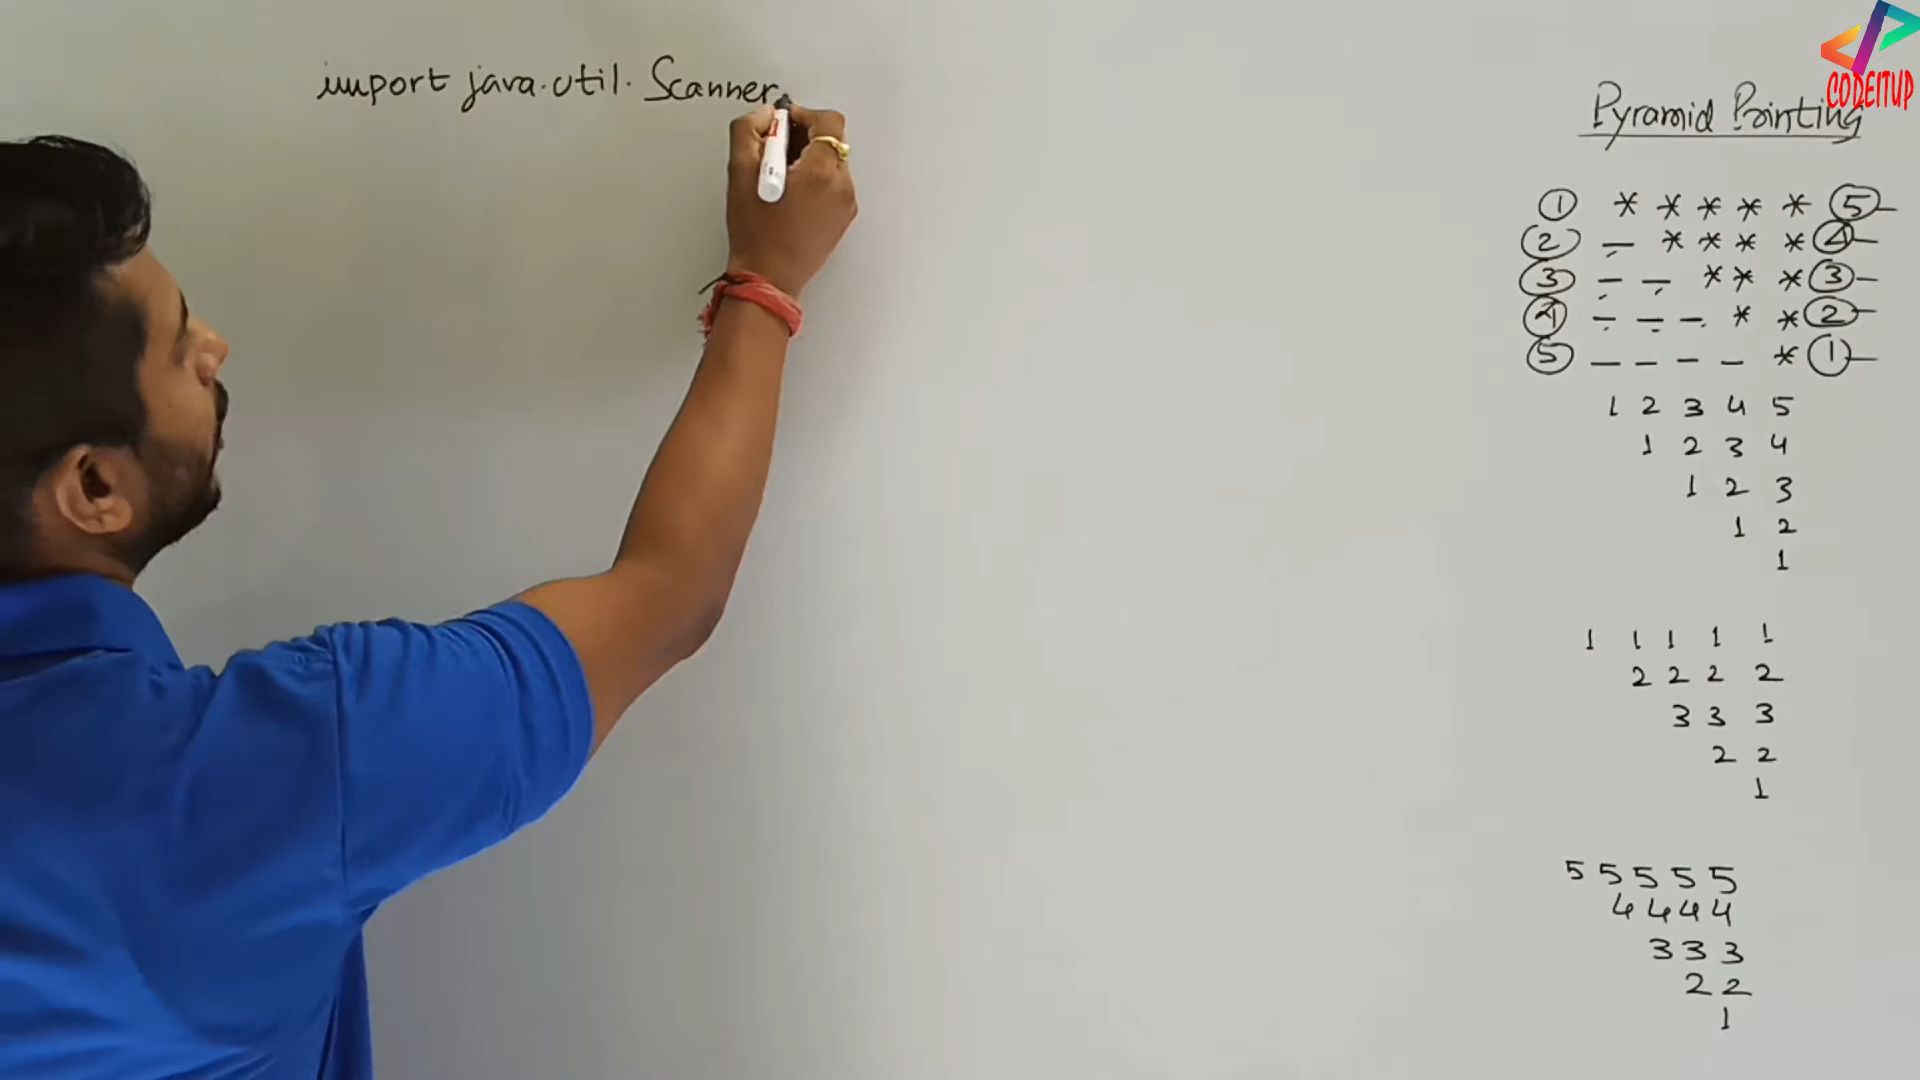 import java.util.Scanner
CODEITUP
Pyramid Printing
1 * * * * * 5 -
2 - * * * * 4 -
3 - - * * * 3 -
4 - - - * * 2 -
5 - - - - * 1 -
1 2 3 4 5
1 2 3 4
1 2 3
1 2
1
1 1 1 1 1
2 2 2 2
3 3 3
2 2
1
5 5 5 5 5
4 4 4 4
3 3 3
2 2
1